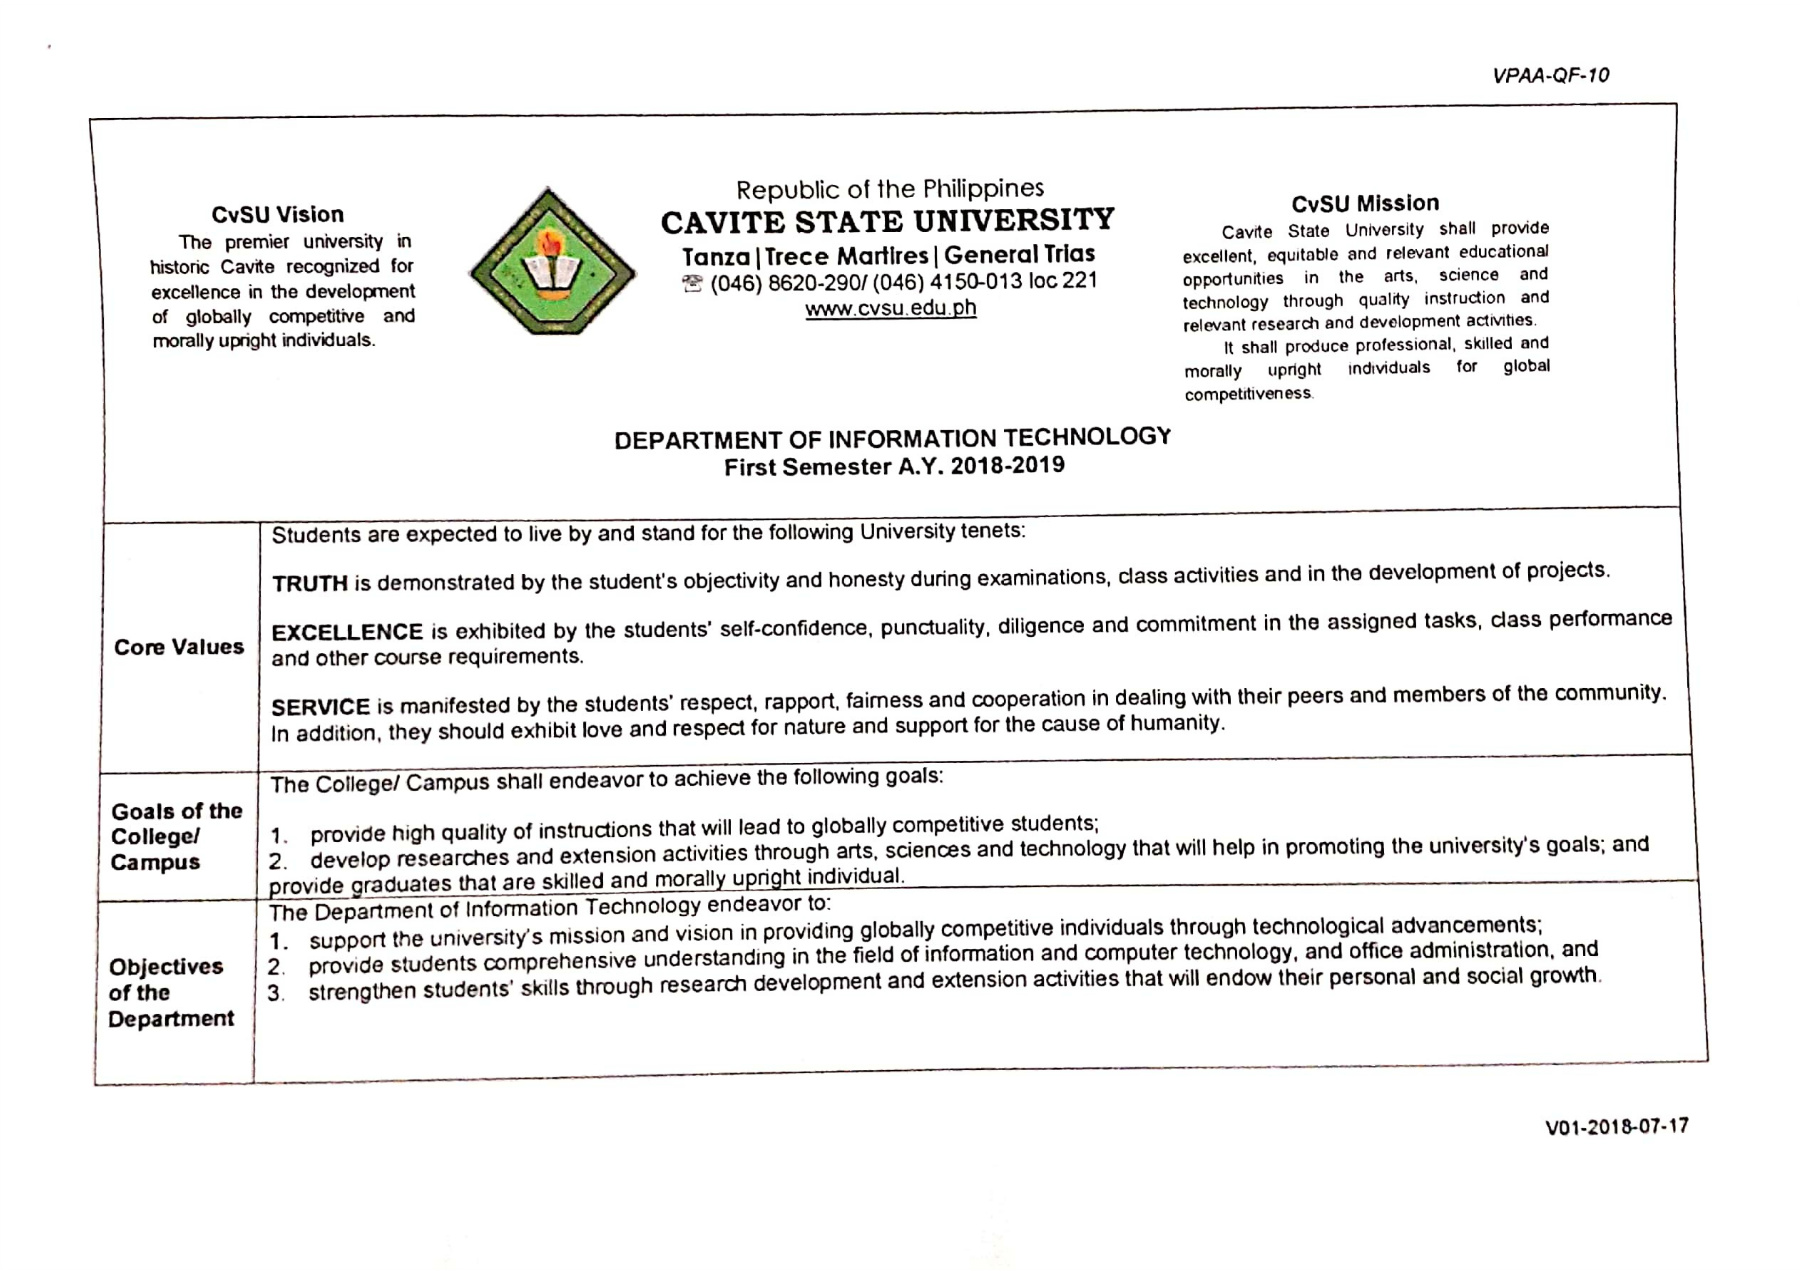 VPAA-QF-10
CvSU Vision
The premier university in
historic Cavite recognized for
excellence in the development
of globally competitive and
morally upright individuals.
Republic of the Philippines
CAVITE STATE UNIVERSITY
Tanza | Trece Martires | General Trias
☏ (046) 8620-290/ (046) 4150-013 loc 221
www.cvsu.edu.ph
CvSU Mission
Cavite State University shall provide
excellent, equitable and relevant educational
opportunities in the arts, science and
technology through quality instruction and
relevant research and development activities.
It shall produce professional, skilled and
morally upright individuals for global
competitiveness.
DEPARTMENT OF INFORMATION TECHNOLOGY
First Semester A.Y. 2018-2019
Core Values
Students are expected to live by and stand for the following University tenets:
TRUTH is demonstrated by the student's objectivity and honesty during examinations, class activities and in the development of projects.
EXCELLENCE is exhibited by the students' self-confidence, punctuality, diligence and commitment in the assigned tasks, class performance
and other course requirements.
SERVICE is manifested by the students' respect, rapport, fairness and cooperation in dealing with their peers and members of the community.
In addition, they should exhibit love and respect for nature and support for the cause of humanity.
Goals of the
College/
Campus
The College/ Campus shall endeavor to achieve the following goals:
1. provide high quality of instructions that will lead to globally competitive students;
2. develop researches and extension activities through arts, sciences and technology that will help in promoting the university's goals; and
provide graduates that are skilled and morally upright individual.
Objectives
of the
Department
The Department of Information Technology endeavor to:
1. support the university's mission and vision in providing globally competitive individuals through technological advancements;
2. provide students comprehensive understanding in the field of information and computer technology, and office administration, and
3. strengthen students' skills through research development and extension activities that will endow their personal and social growth.
V01-2018-07-17